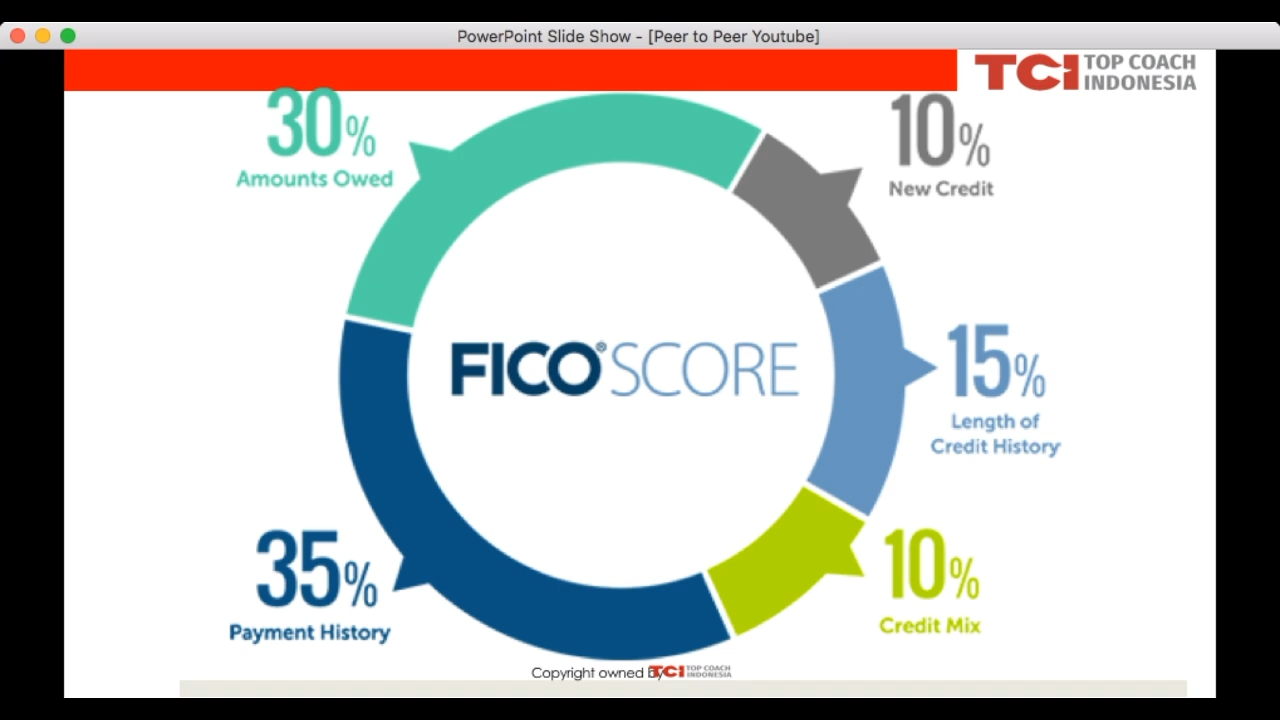 PowerPoint Slide Show - [Peer to Peer Youtube]
TCI TOP COACH
INDONESIA
30%
Amounts Owed
10%
New Credit
FICO® SCORE
15%
Length of
Credit History
35%
Payment History
10%
Credit Mix
Copyright owned by TCI TOP COACH
INDONESIA